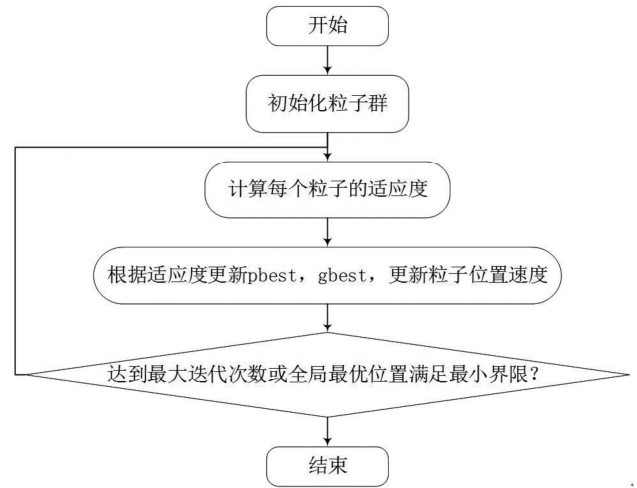 开始
初始化粒子群
计算每个粒子的适应度
根据适应度更新pbest，gbest，更新粒子位置速度
达到最大迭代次数或全局最优位置满足最小界限？
结束